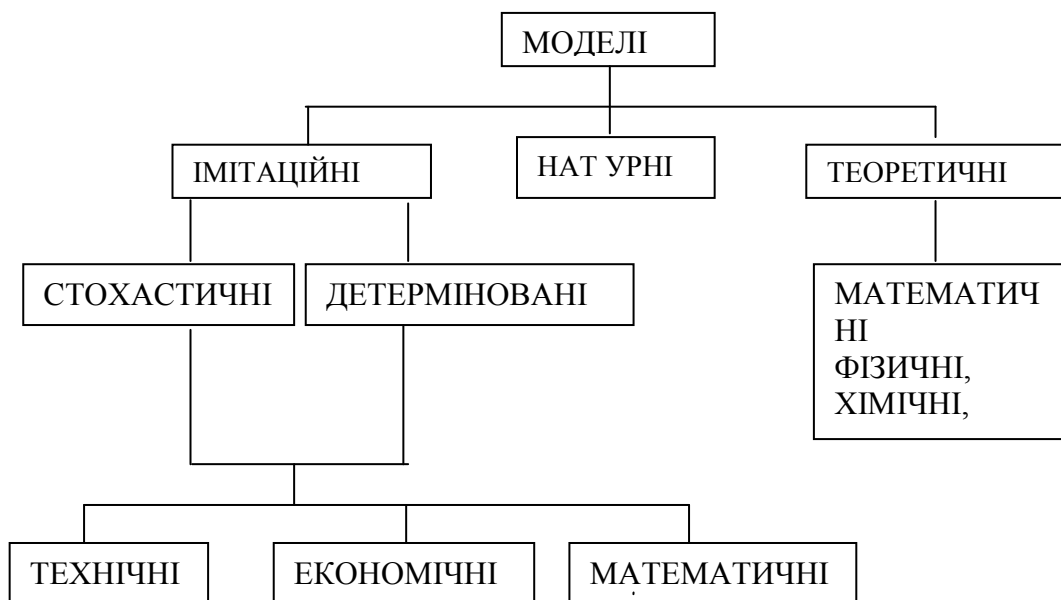 МОДЕЛІ
ІМІТАЦІЙНІ
НАТ УРНІ
ТЕОРЕТИЧНІ
СТОХАСТИЧНІ
ДЕТЕРМІНОВАНІ
МАТЕМАТИЧ
НІ
ФІЗИЧНІ,
ХІМІЧНІ,
ТЕХНІЧНІ
ЕКОНОМІЧНІ
МАТЕМАТИЧНІ